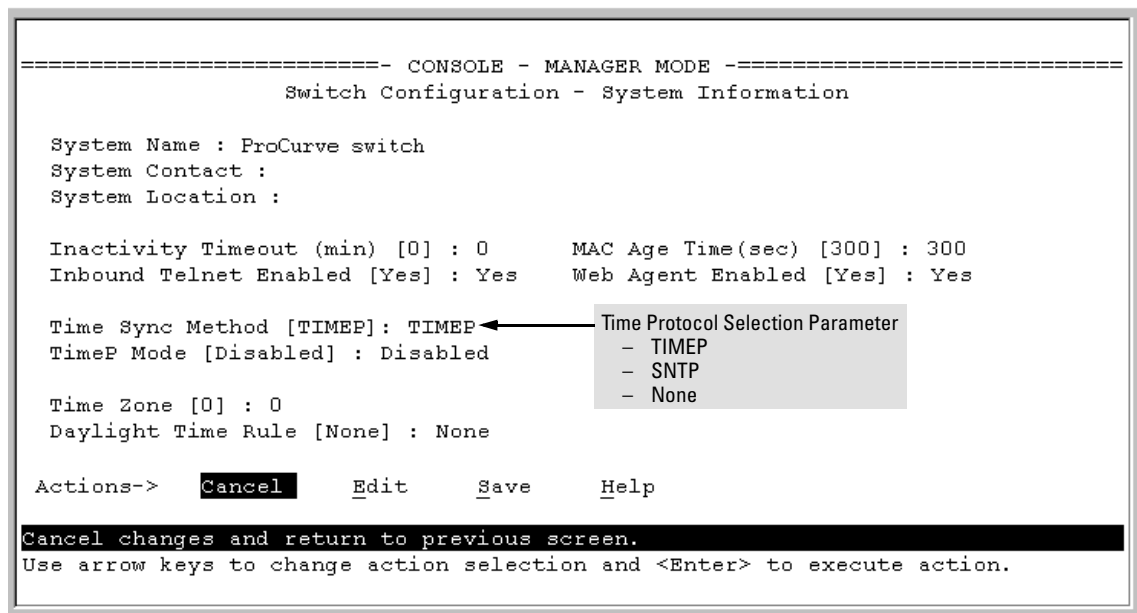 ==========================- CONSOLE - MANAGER MODE -============================
Switch Configuration - System Information
System Name : ProCurve switch
System Contact :
System Location :
Inactivity Timeout (min) [0] : 0 MAC Age Time(sec) [300] : 300
Inbound Telnet Enabled [Yes] : Yes Web Agent Enabled [Yes] : Yes
Time Sync Method [TIMEP]: TIMEP
TimeP Mode [Disabled] : Disabled
Time Protocol Selection Parameter
– TIMEP
– SNTP
– None
Time Zone [0] : 0
Daylight Time Rule [None] : None
Actions-> Cancel Edit Save Help
Cancel changes and return to previous screen.
Use arrow keys to change action selection and <Enter> to execute action.